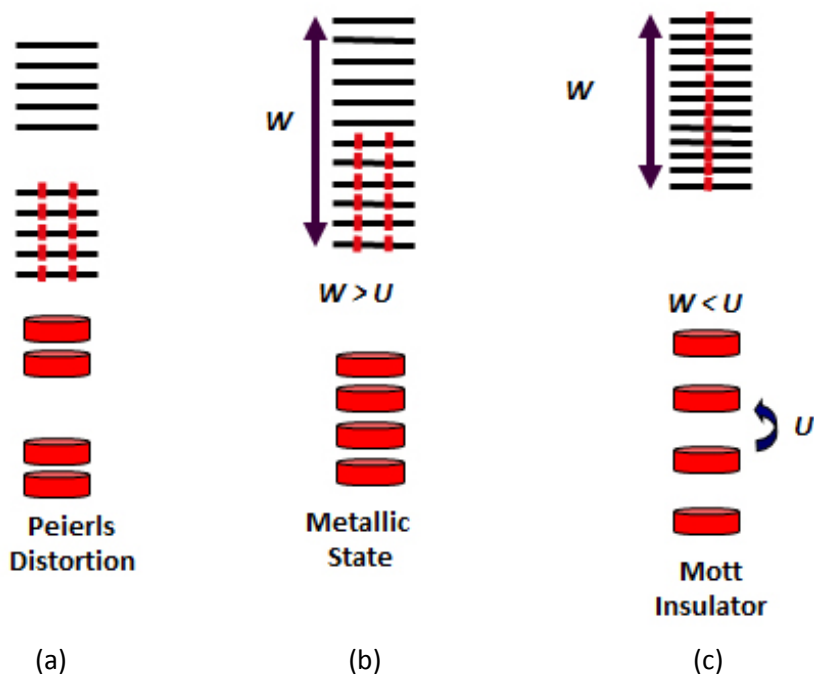 W
W > U
W
W < U
U
Peierls
Distortion
Metallic
State
Mott
Insulator
(a)
(b)
(c)